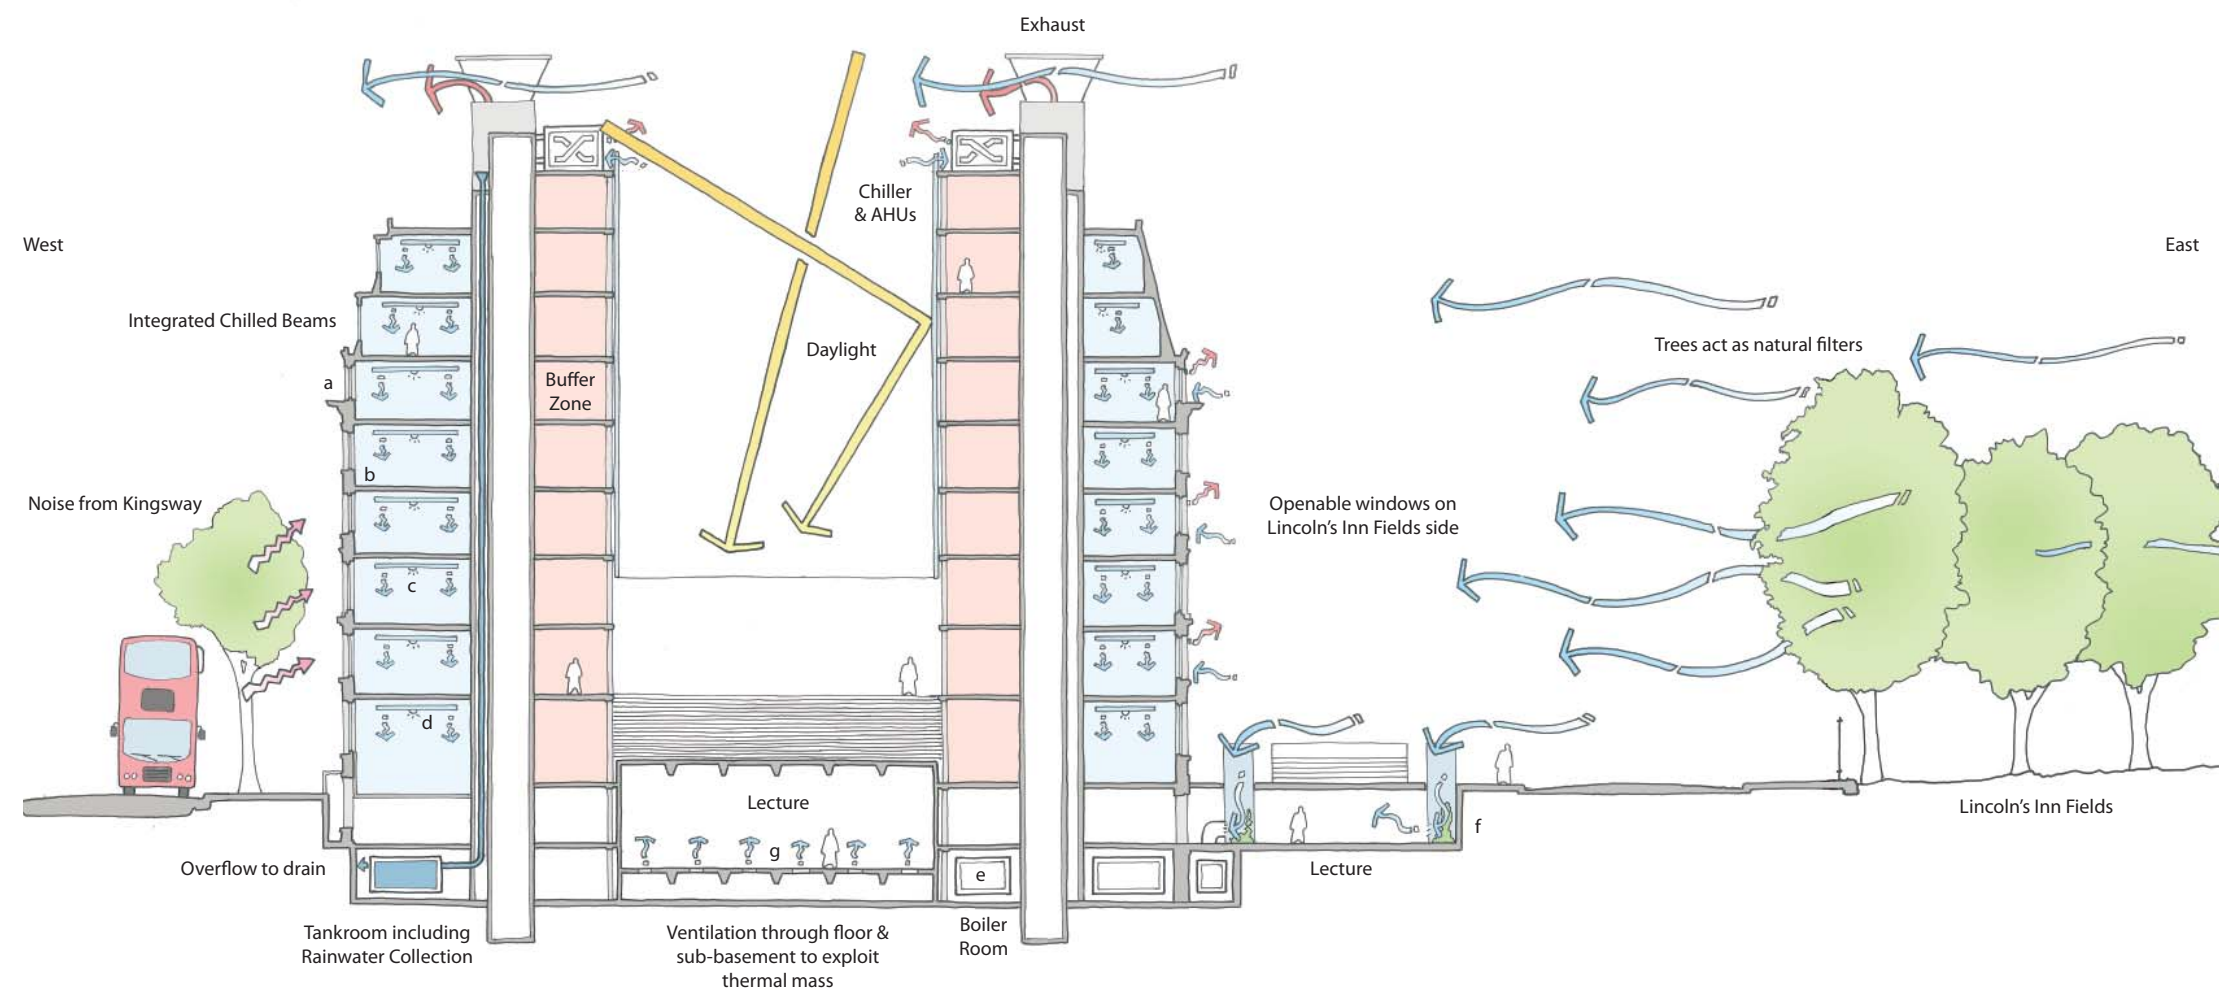 Exhaust
Chiller
& AHUs
West
East
Integrated Chilled Beams
Daylight
Trees act as natural filters
a
Buffer
Zone
b
Noise from Kingsway
Openable windows on
Lincoln's Inn Fields side
c
d
Lecture
Lincoln's Inn Fields
f
g
Overflow to drain
e
Lecture
Tankroom including
Rainwater Collection
Ventilation through floor &
sub-basement to exploit
thermal mass
Boiler
Room